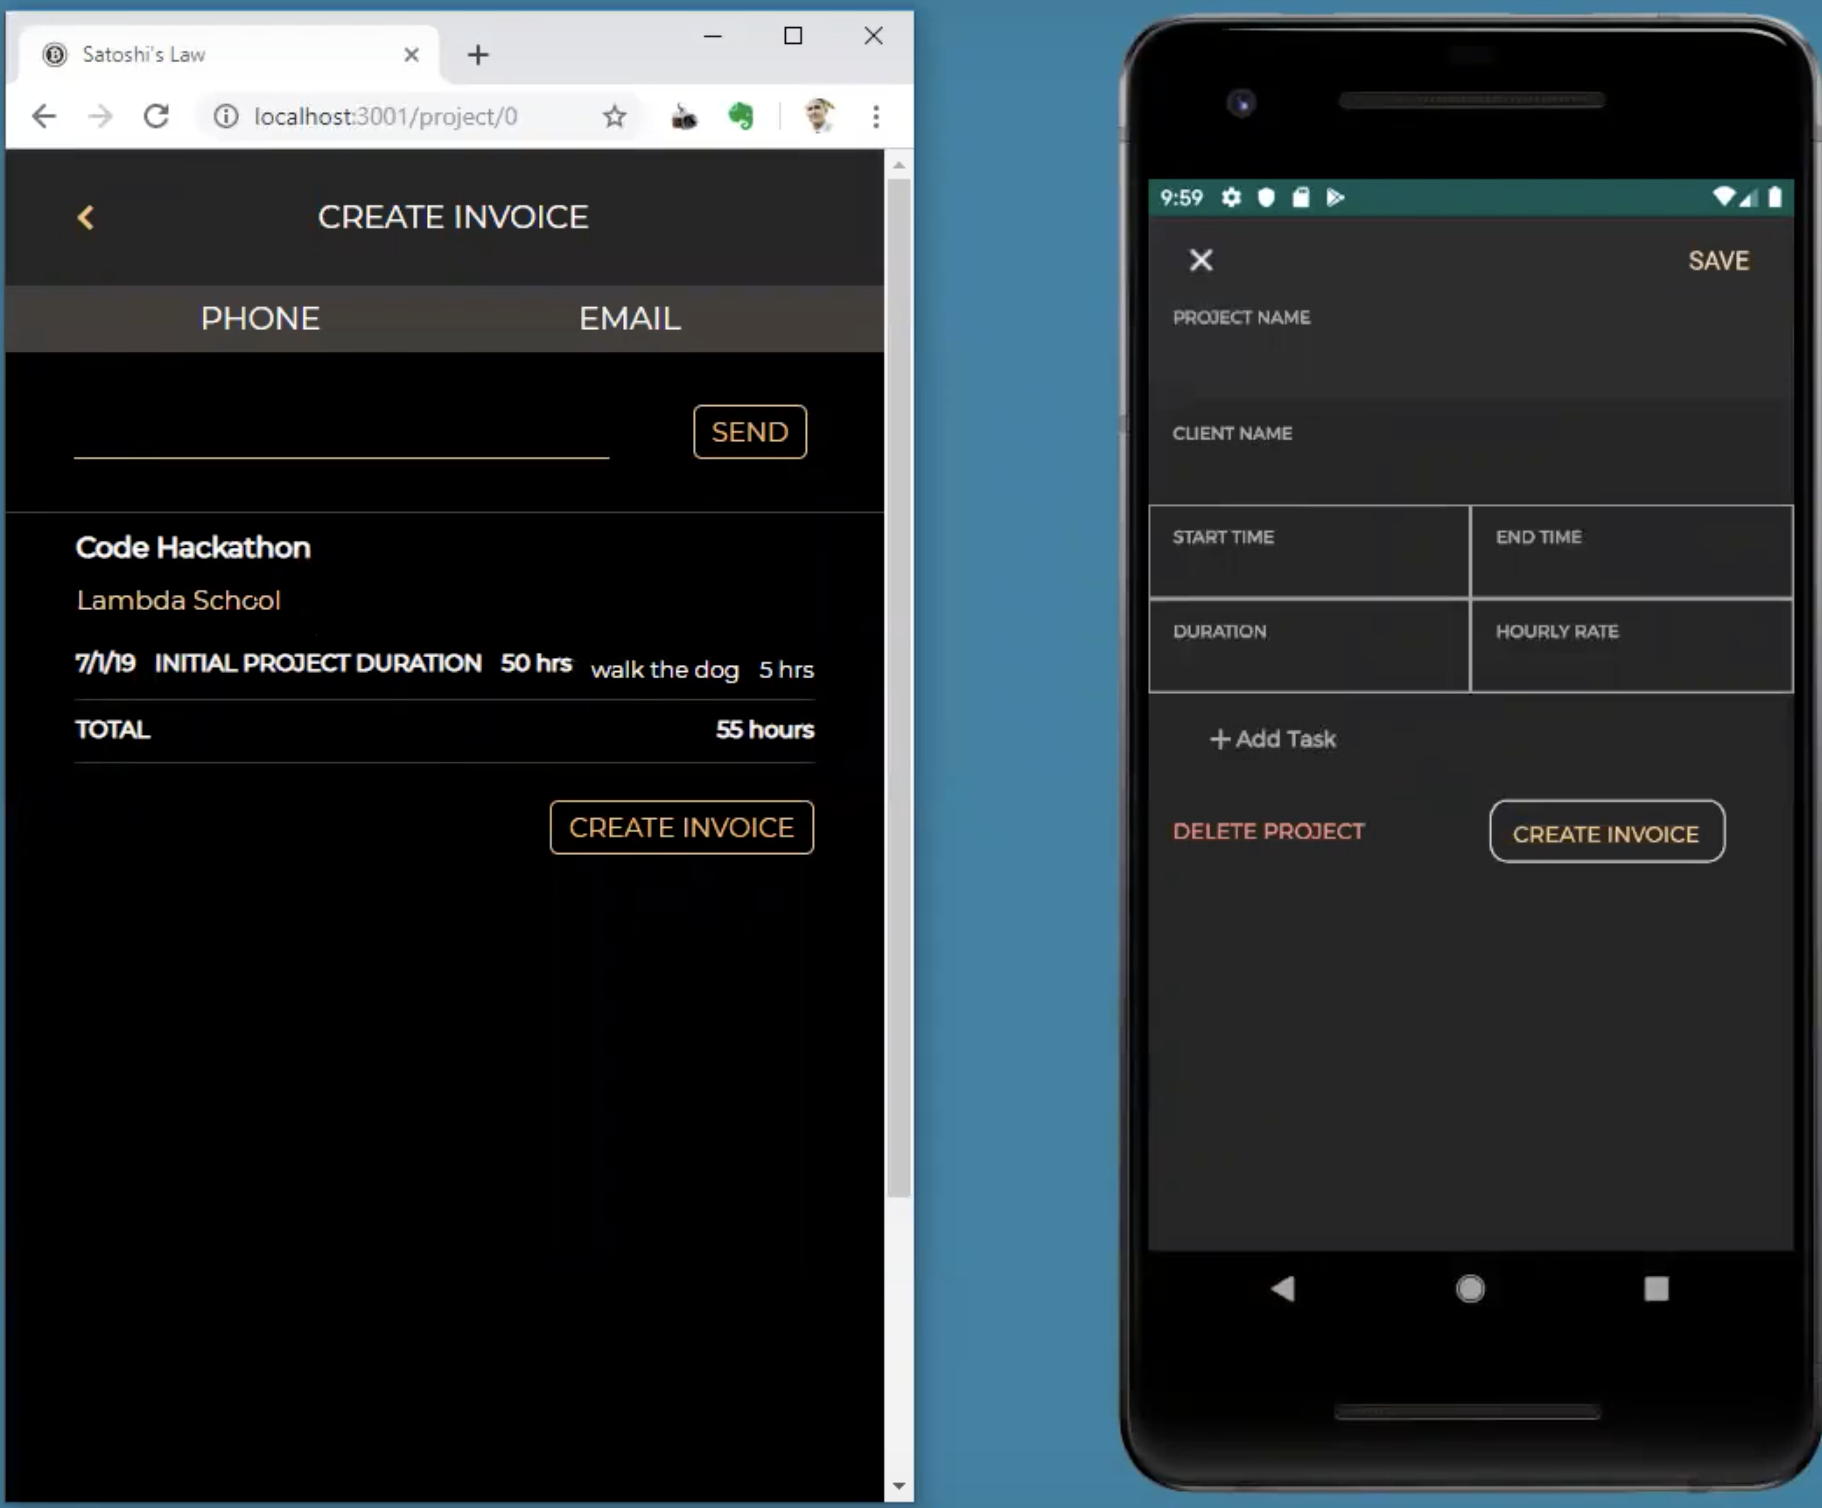 Satoshi's Law
localhost:3001/project/0
CREATE INVOICE
PHONE EMAIL
SEND
Code Hackathon
Lambda School
7/1/19 INITIAL PROJECT DURATION 50 hrs walk the dog 5 hrs
TOTAL 55 hours
CREATE INVOICE
9:59
SAVE
PROJECT NAME
CLIENT NAME
START TIME END TIME
DURATION HOURLY RATE
+ Add Task
DELETE PROJECT CREATE INVOICE